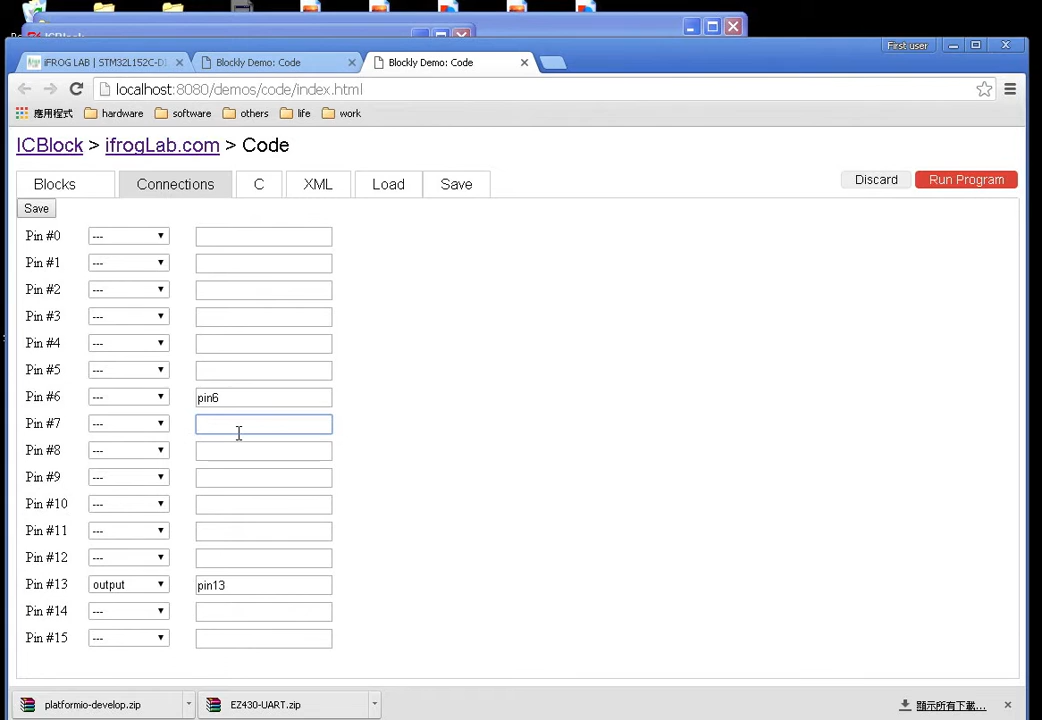 First user
iFROG LAB | STM32L152C-D
Blockly Demo: Code
Blockly Demo: Code
localhost:8080/demos/code/index.html
應用程式 hardware software others life work
ICBlock > ifrogLab.com > Code
Blocks Connections C XML Load Save Discard Run Program
Save
Pin #0 ---
Pin #1 ---
Pin #2 ---
Pin #3 ---
Pin #4 ---
Pin #5 ---
Pin #6 --- pin6
Pin #7 ---
Pin #8 ---
Pin #9 ---
Pin #10 ---
Pin #11 ---
Pin #12 ---
Pin #13 output pin13
Pin #14 ---
Pin #15 ---
platformio-develop.zip EZ430-UART.zip 顯示所有下載...